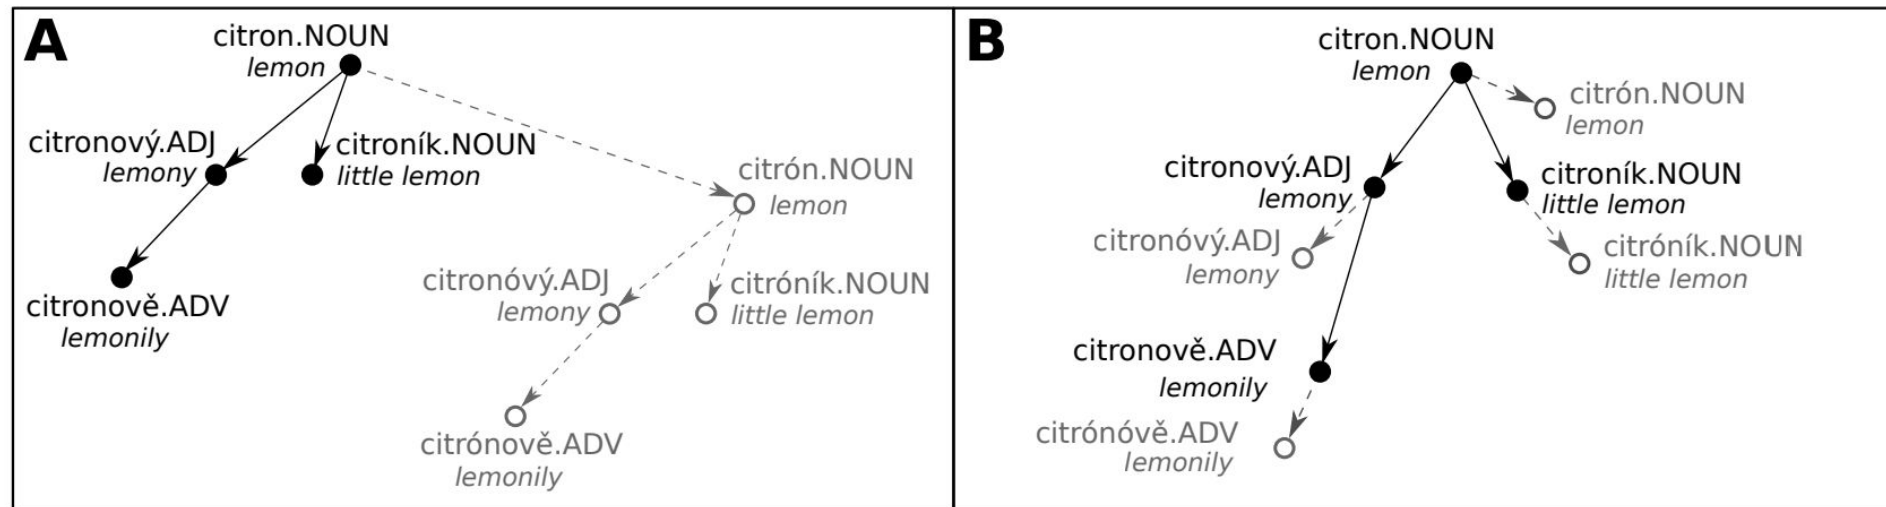 A
citron.NOUN
lemon
citronový.ADJ
lemony
citroník.NOUN
little lemon
citrón.NOUN
lemon
citronově.ADV
lemonily
citronóvý.ADJ
lemony
citróník.NOUN
little lemon
citrónově.ADV
lemonily
B
citron.NOUN
lemon
citrón.NOUN
lemon
citronový.ADJ
lemony
citroník.NOUN
little lemon
citronóvý.ADJ
lemony
citróník.NOUN
little lemon
citronově.ADV
lemonily
citrónóvě.ADV
lemonily